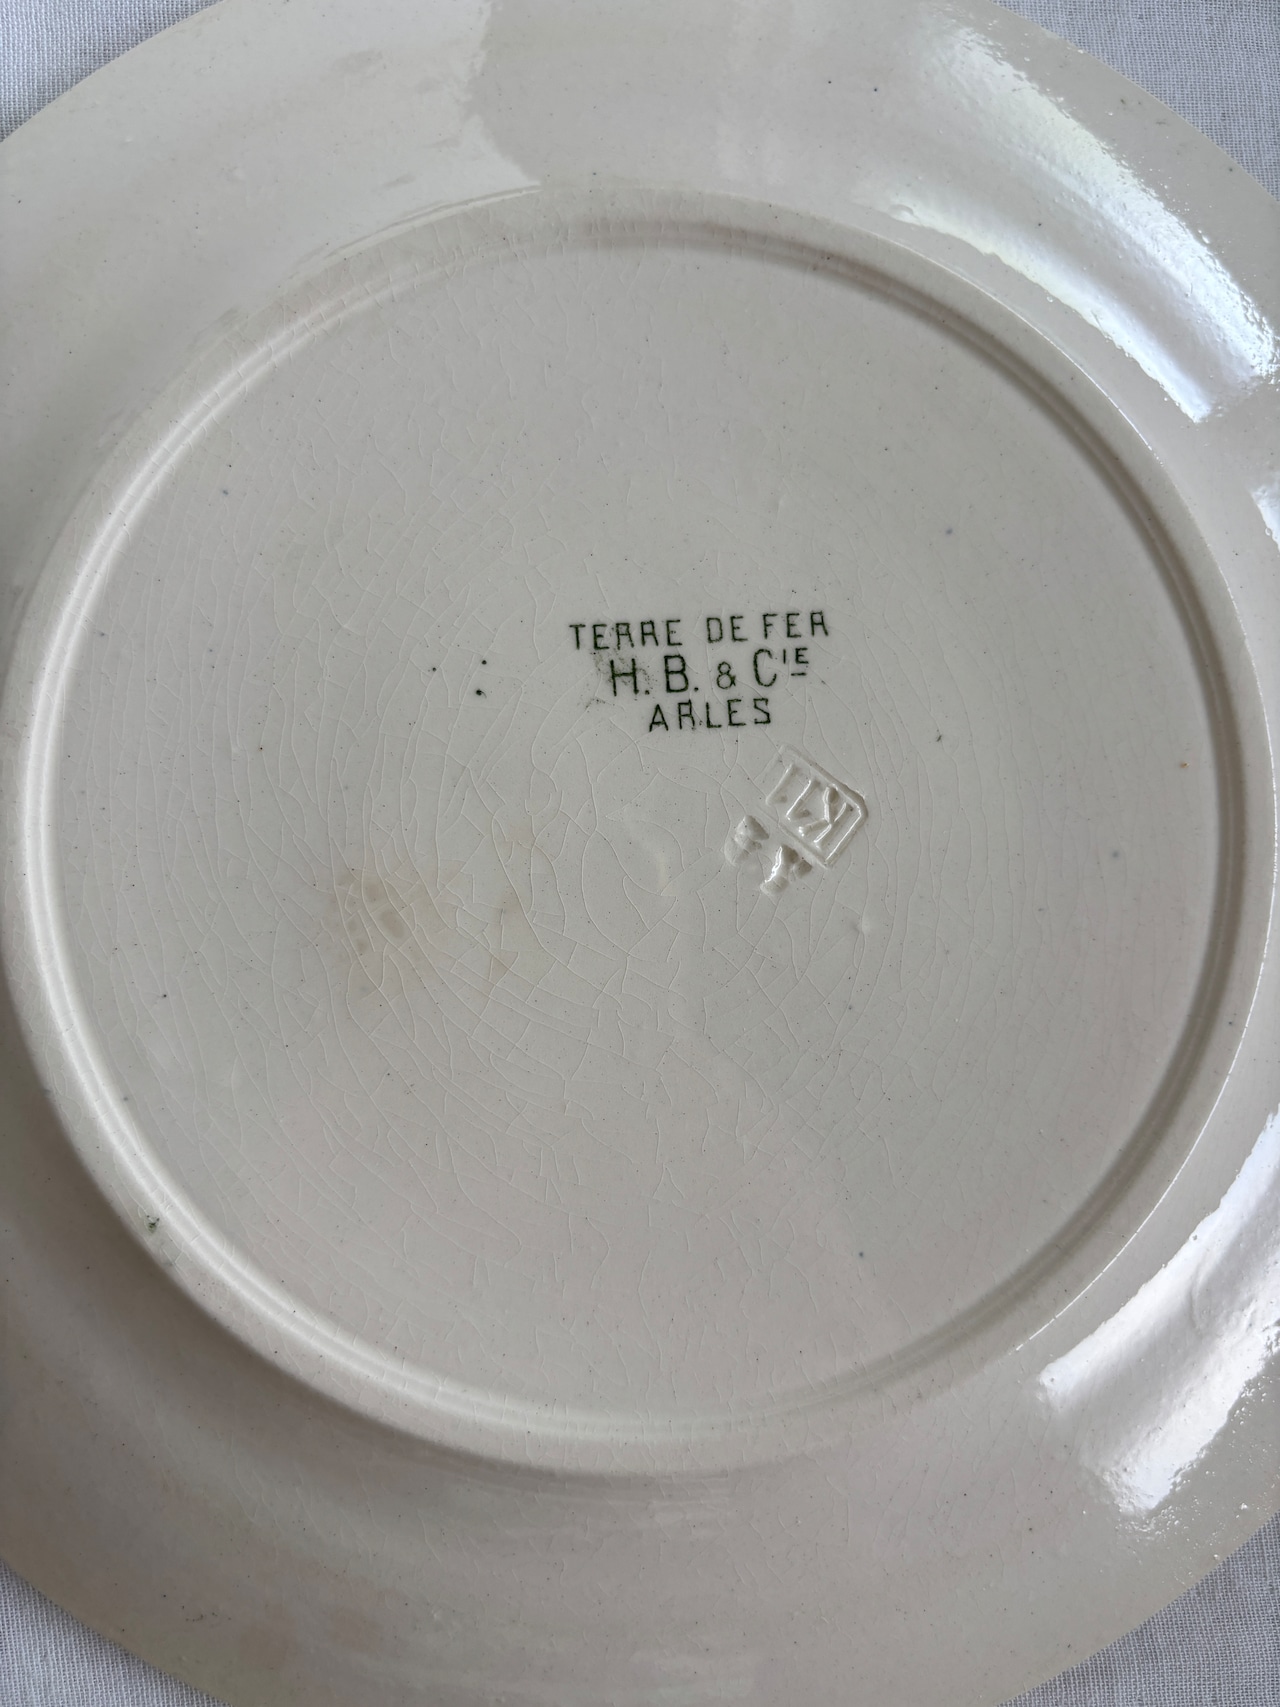 TERRE DE FER
H. B. & Cie
ARLES